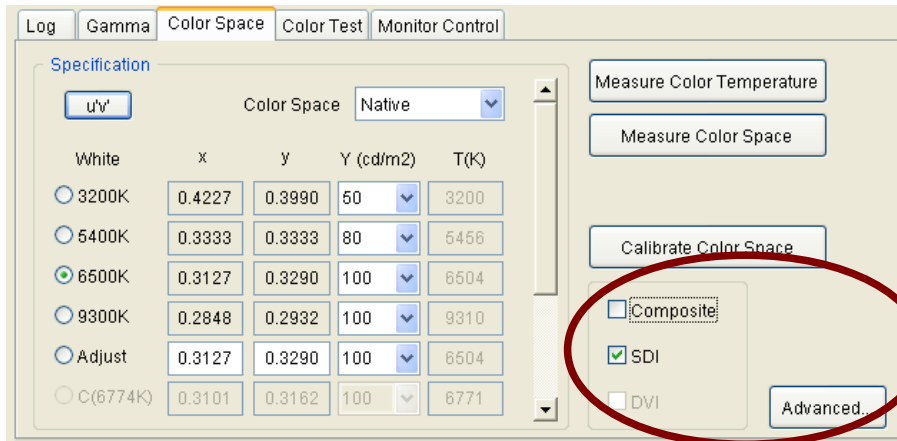 Log Gamma Color Space Color Test Monitor Control
Specification
u'v' Color Space Native
White x y Y (cd/m2) T(K)
3200K 0.4227 0.3990 50 3200
5400K 0.3333 0.3333 80 5456
6500K 0.3127 0.3290 100 6504
9300K 0.2848 0.2932 100 9310
Adjust 0.3127 0.3290 100 6504
C(6774K) 0.3101 0.3162 100 6771
Measure Color Temperature
Measure Color Space
Calibrate Color Space
Composite
SDI
DVI
Advanced...